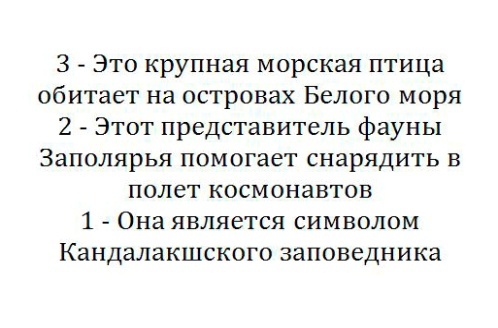 3 - Это крупная морская птица
обитает на островах Белого моря
2 - Этот представитель фауны
Заполярья помогает снарядить в
полет космонавтов
1 - Она является символом
Кандалакшского заповедника